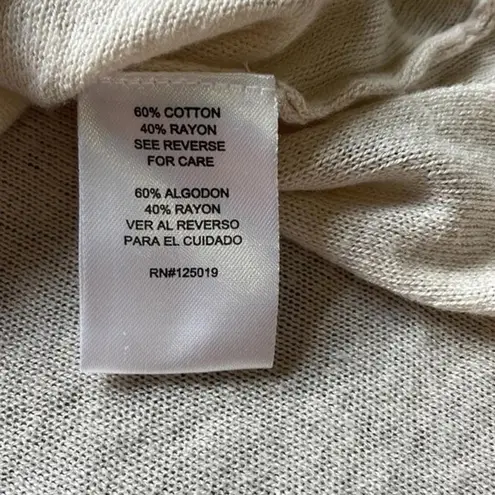 60% COTTON
40% RAYON
SEE REVERSE
FOR CARE
60% ALGODON
40% RAYON
VER AL REVERSO
PARA EL CUIDADO
RN#125019